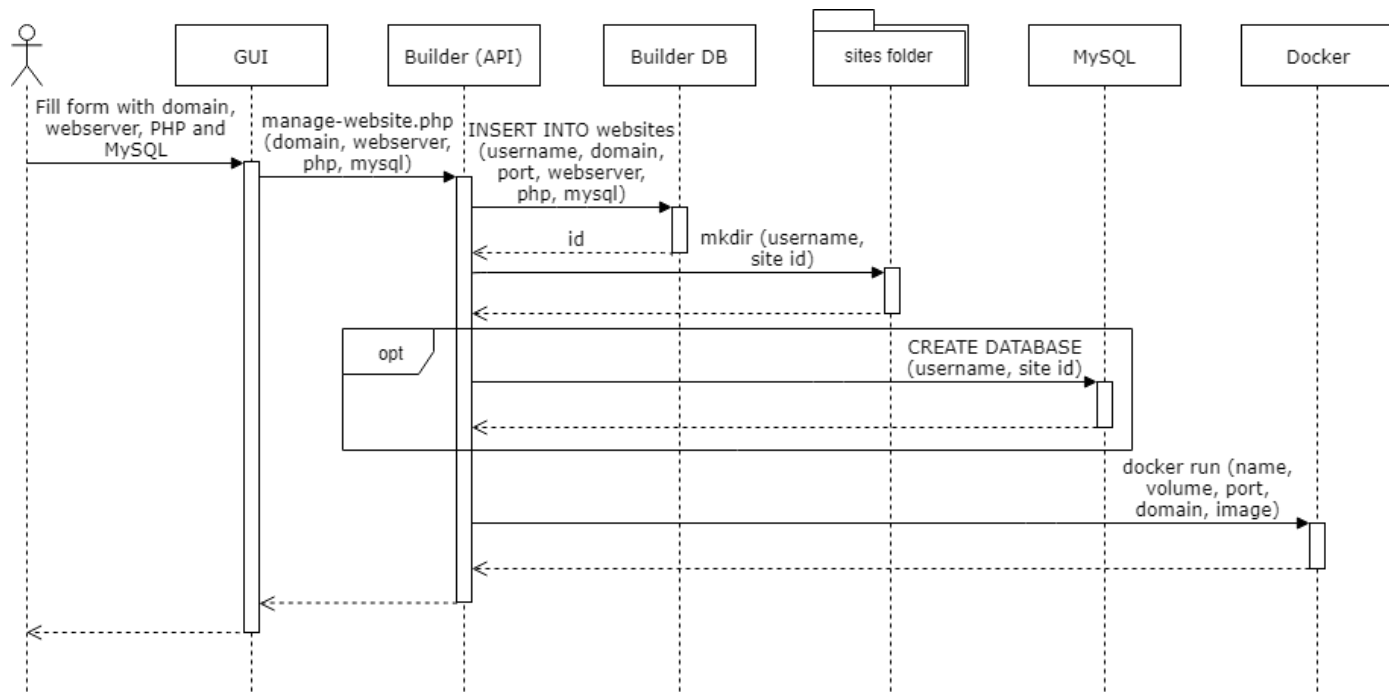 GUI
Builder (API)
Builder DB
sites folder
MySQL
Docker
Fill form with domain,
webserver, PHP and
MySQL
manage-website.php
(domain, webserver,
php, mysql)
INSERT INTO websites
(username, domain,
port, webserver,
php, mysql)
id
mkdir (username,
site id)
opt
CREATE DATABASE
(username, site id)
docker run (name,
volume, port,
domain, image)